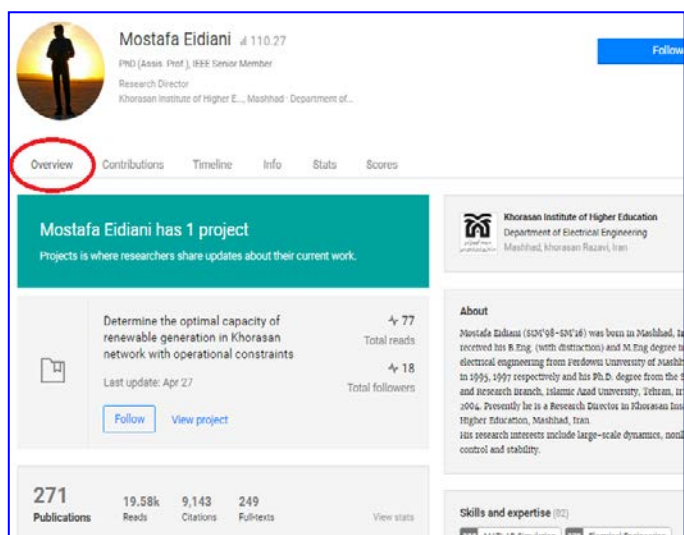 Mostafa Eidiani 110.27
PhD (Assis. Prof.), IEEE Senior Member
Research Director
Khorasan Institute of Higher E..., Mashhad · Department of...
Follow
Overview Contributions Timeline Info Stats Scores
Mostafa Eidiani has 1 project
Projects is where researchers share updates about their current work.
Determine the optimal capacity of
renewable generation in Khorasan
network with operational constraints
Last update: Apr 27
Follow View project
77
Total reads
18
Total followers
271 19.58k 9,143 249
Publications Reads Citations Full-texts View stats
Khorasan Institute of Higher Education
Department of Electrical Engineering
Mashhad, Khorasan Razavi, Iran
About
Mostafa Eidiani (StM'98–SM'16) was born in Mashhad,
received his B.Eng. (with distinction) and M.Eng degree
electrical engineering from Ferdowsi University of
in 1995, 1997 respectively and his Ph.D. degree from the
and Research Branch, Islamic Azad University, Tehran,
2004. Presently he is a Research Director in Khorasan
Higher Education, Mashhad, Iran.
His research interests include large-scale dynamics,
control and stability.
Skills and expertise (82)